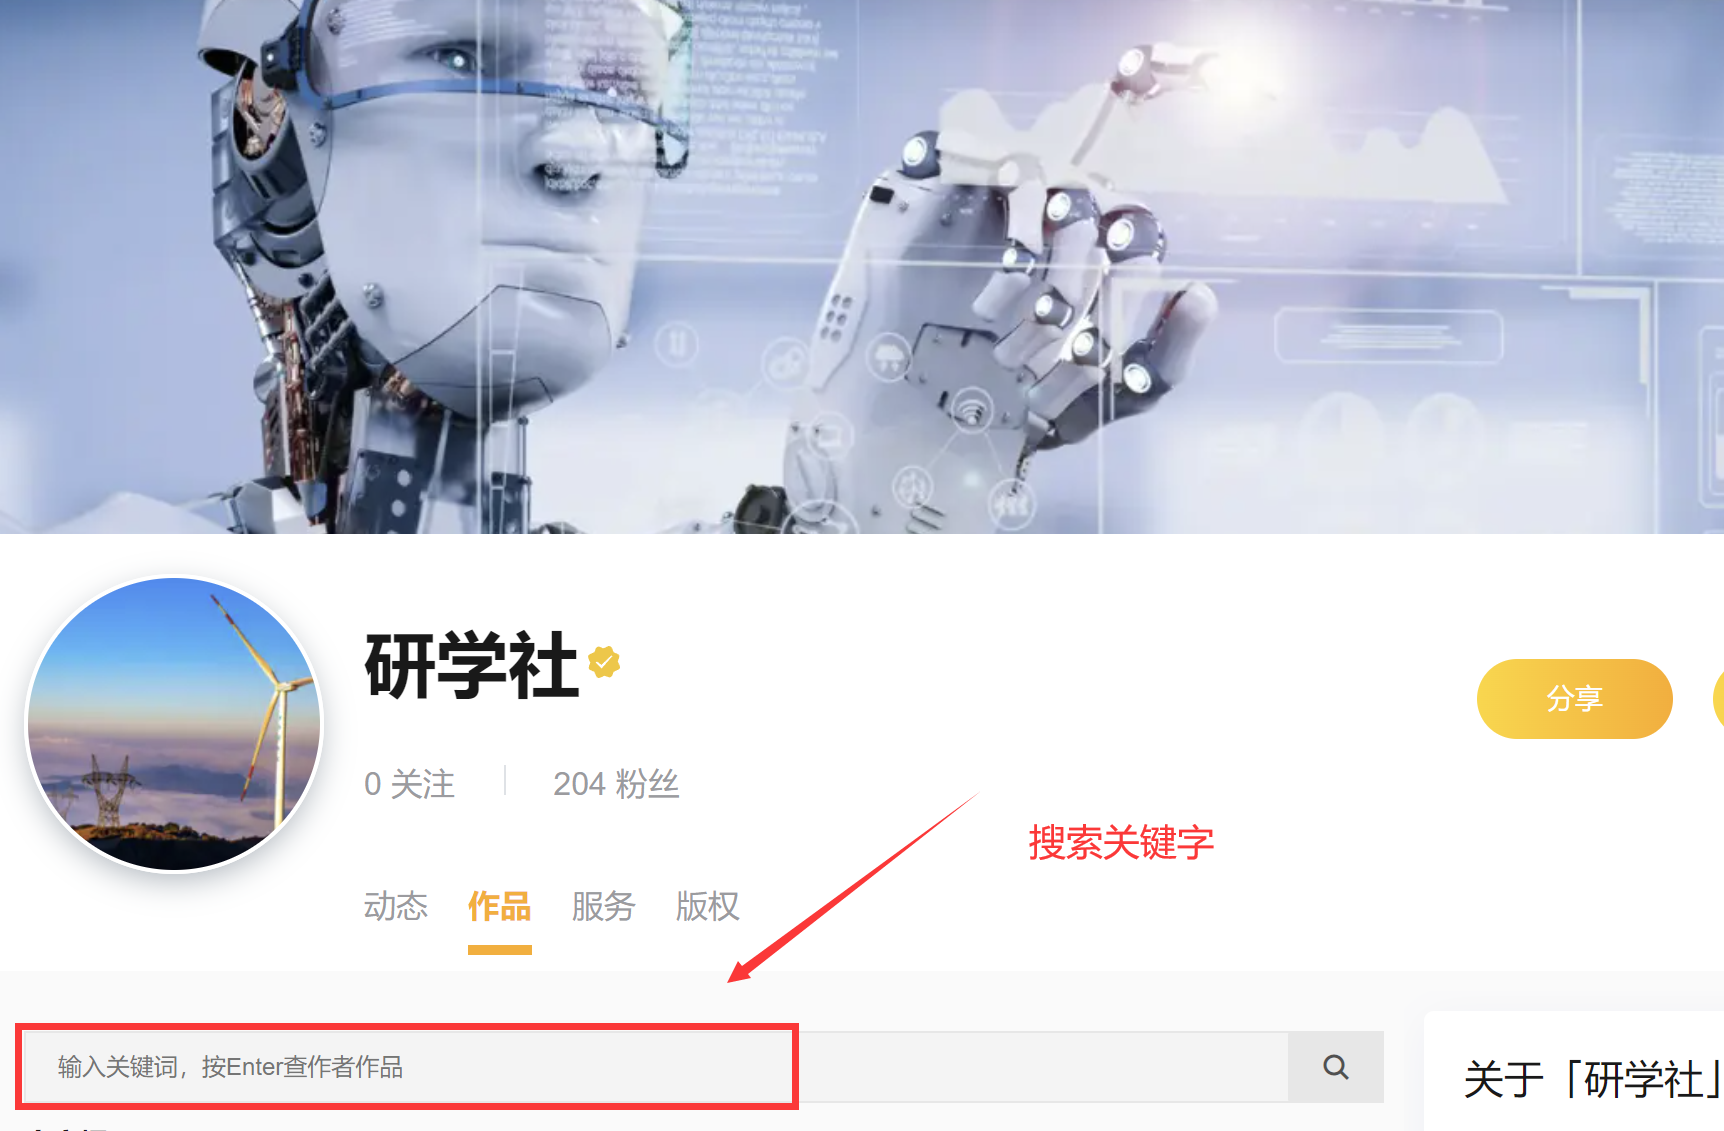 研学社
分享
0 关注
204 粉丝
搜索关键字
动态 作品 服务 版权
输入关键词，按Enter查作者作品
关于「研学社」